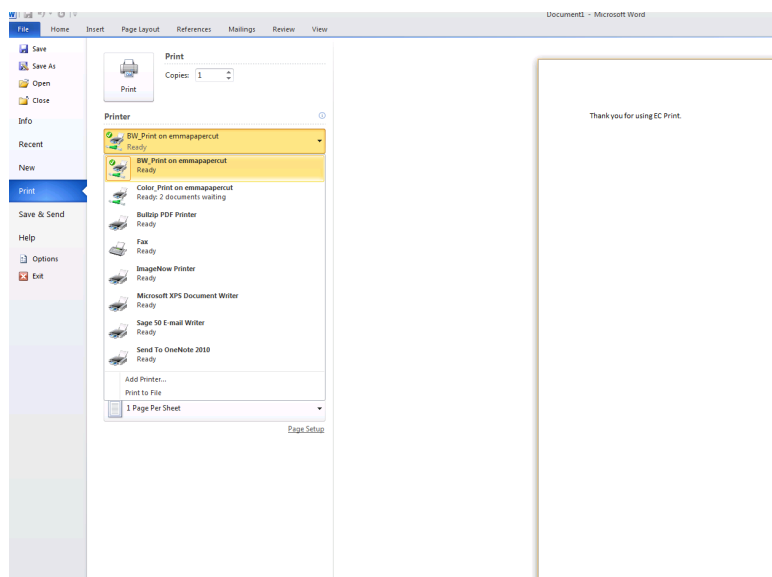 Document1 - Microsoft Word
File Home Insert Page Layout References Mailings Review View
Save
Save As
Open
Close
Info
Recent
New
Print
Save & Send
Help
Options
Exit
Print
Print
Copies: 1
Printer
BW_Print on emmapapercut
Ready
BW_Print on emmapapercut
Ready
Color_Print on emmapapercut
Ready: 2 documents waiting
Bullzip PDF Printer
Ready
Fax
Ready
ImageNow Printer
Ready
Microsoft XPS Document Writer
Ready
Sage 50 E-mail Writer
Ready
Send To OneNote 2010
Ready
Add Printer...
Print to File
1 Page Per Sheet
Page Setup
Thank you for using EC Print.